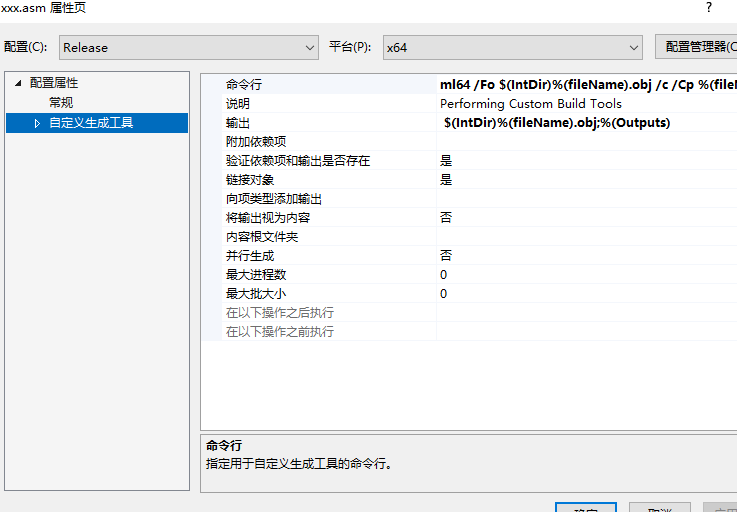 xxx.asm 属性页 ?
配置(C): Release 平台(P): x64 配置管理器(
配置属性
常规
自定义生成工具
命令行 ml64 /Fo $(IntDir)%(fileName).obj /c /Cp %(file
说明 Performing Custom Build Tools
输出 $(IntDir)%(fileName).obj;%(Outputs)
附加依赖项
验证依赖项和输出是否存在 是
链接对象 是
向项类型添加输出
将输出视为内容 否
内容根文件夹
并行生成 否
最大进程数 0
最大批大小 0
在以下操作之后执行
在以下操作之前执行
命令行
指定用于自定义生成工具的命令行。